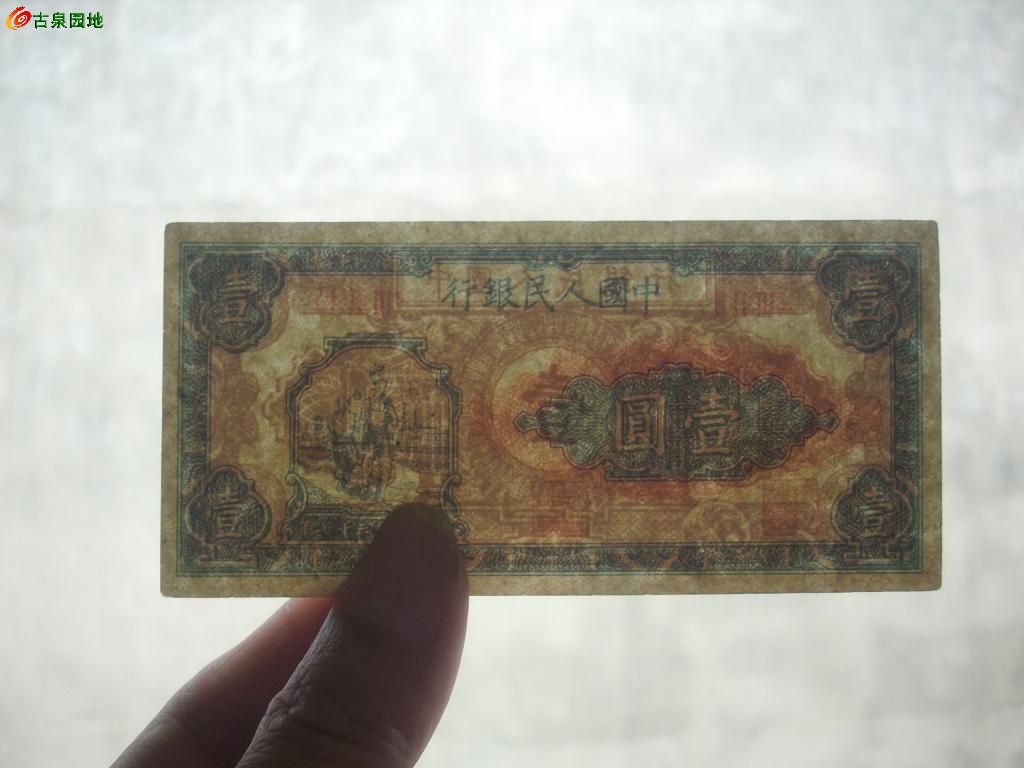 古泉园地
中國人民銀行
壹 壹
壹圓
壹 壹